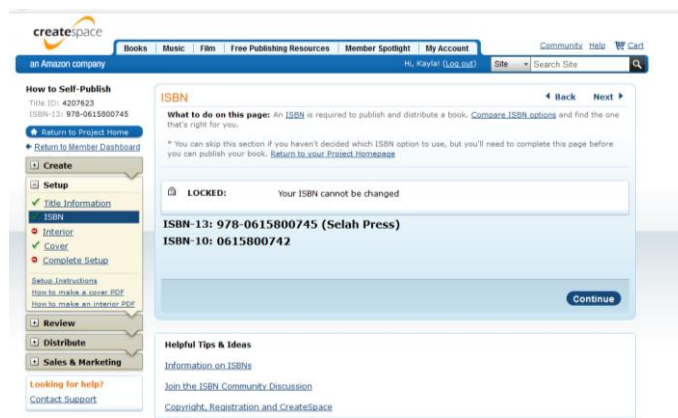 createspace
Books | Music | Film | Free Publishing Resources | Member Spotlight | My Account
Community Help Cart
an Amazon company
Hi, Kayla! (Log out)
Site
Search Site
How to Self-Publish
Title ID: 4207623
ISBN-13: 978-0615800745
Return to Project Home
Return to Member Dashboard
Create
Setup
Title Information
ISBN
Interior
Cover
Complete Setup
Setup Instructions
How to make a cover PDF
How to make an interior PDF
Review
Distribute
Sales & Marketing
Looking for help?
Contact Support
ISBN
Back Next
What to do on this page: An ISBN is required to publish and distribute a book. Compare ISBN options and find the one
that's right for you.
* You can skip this section if you haven't decided which ISBN option to use, but you'll need to complete this page before
you can publish your book. Return to your Project Homepage
LOCKED: Your ISBN cannot be changed
ISBN-13: 978-0615800745 (Selah Press)
ISBN-10: 0615800742
Continue
Helpful Tips & Ideas
Information on ISBNs
Join the ISBN Community Discussion
Copyright, Registration and CreateSpace